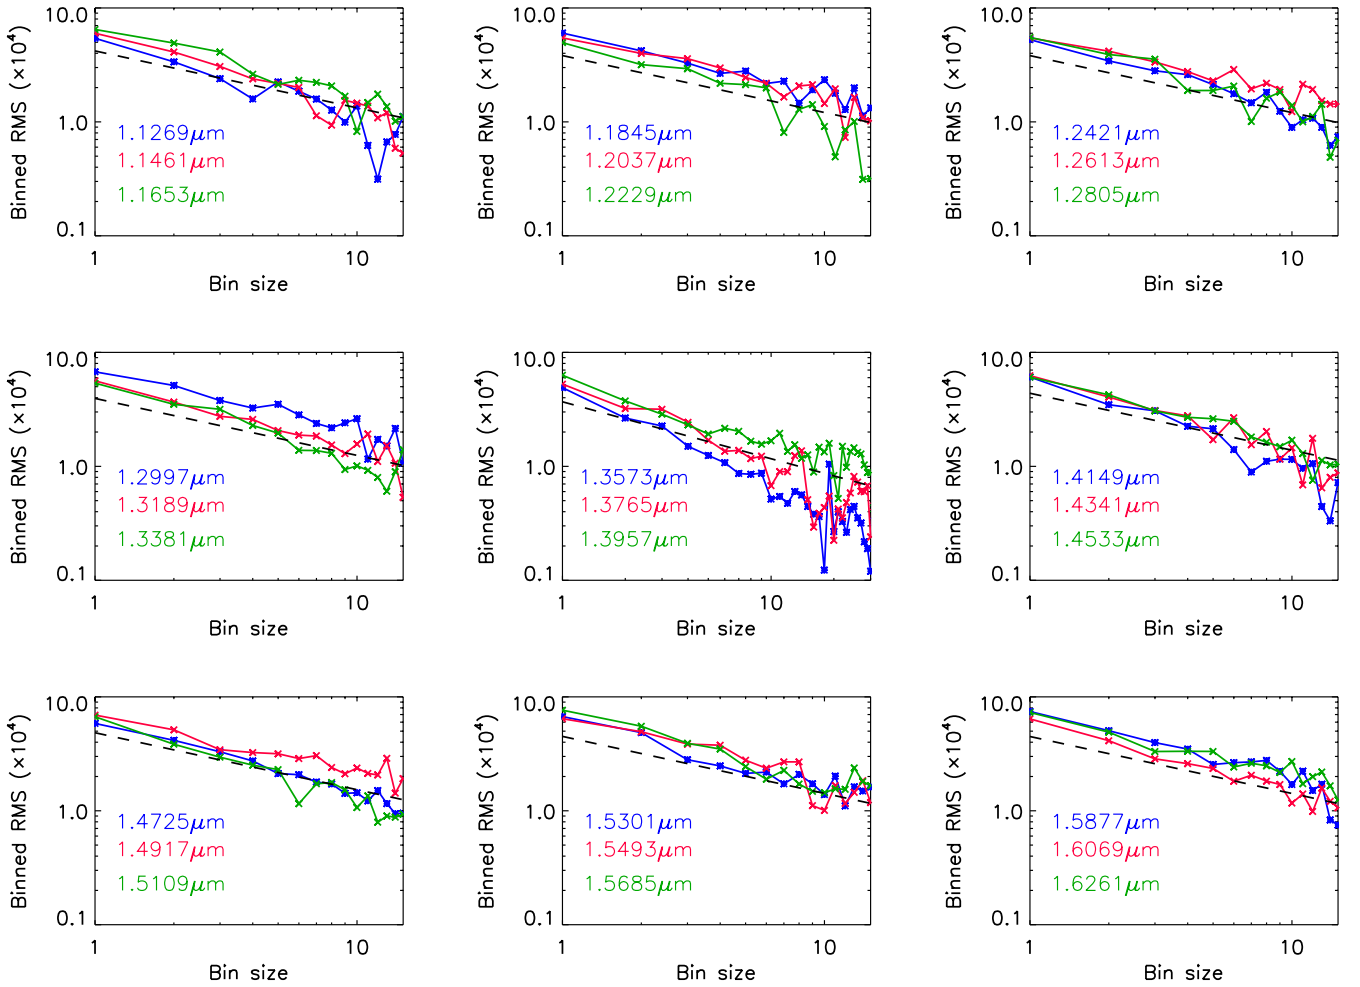 10.0
1.0
0.1
Binned RMS (×10⁴)
1.1269μm
1.1461μm
1.1653μm
1
10
Bin size
10.0
1.0
0.1
Binned RMS (×10⁴)
1.1845μm
1.2037μm
1.2229μm
1
10
Bin size
10.0
1.0
0.1
Binned RMS (×10⁴)
1.2421μm
1.2613μm
1.2805μm
1
10
Bin size
10.0
1.0
0.1
Binned RMS (×10⁴)
1.2997μm
1.3189μm
1.3381μm
1
10
Bin size
10.0
1.0
0.1
Binned RMS (×10⁴)
1.3573μm
1.3765μm
1.3957μm
1
10
Bin size
10.0
1.0
0.1
Binned RMS (×10⁴)
1.4149μm
1.4341μm
1.4533μm
1
10
Bin size
10.0
1.0
0.1
Binned RMS (×10⁴)
1.4725μm
1.4917μm
1.5109μm
1
10
Bin size
10.0
1.0
0.1
Binned RMS (×10⁴)
1.5301μm
1.5493μm
1.5685μm
1
10
Bin size
10.0
1.0
0.1
Binned RMS (×10⁴)
1.5877μm
1.6069μm
1.6261μm
1
10
Bin size